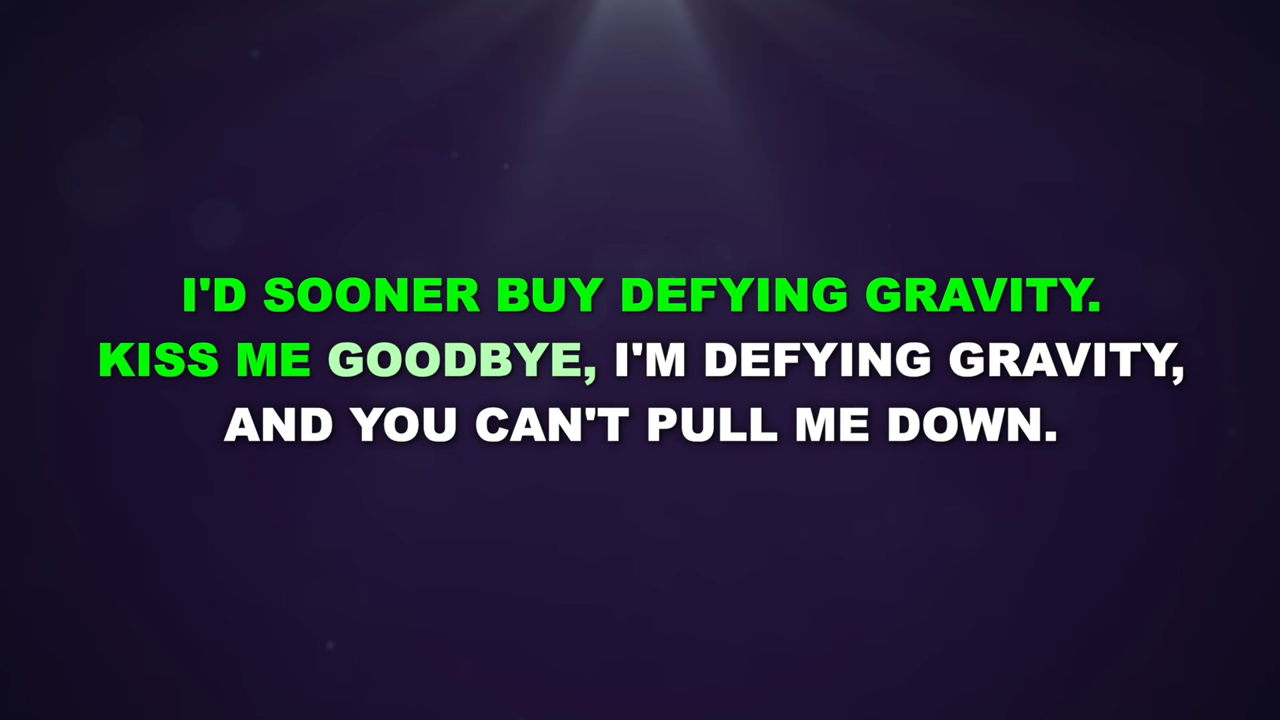 I'D SOONER BUY DEFYING GRAVITY.
KISS ME GOODBYE, I'M DEFYING GRAVITY,
AND YOU CAN'T PULL ME DOWN.